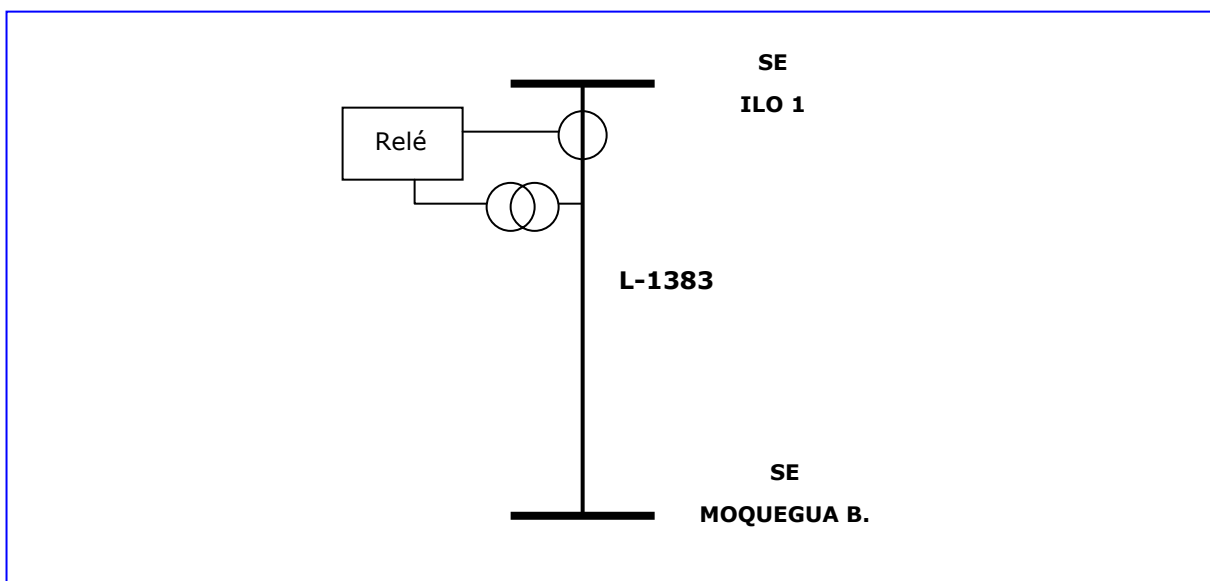 SE
ILO 1
Relé
L-1383
SE
MOQUEGUA B.